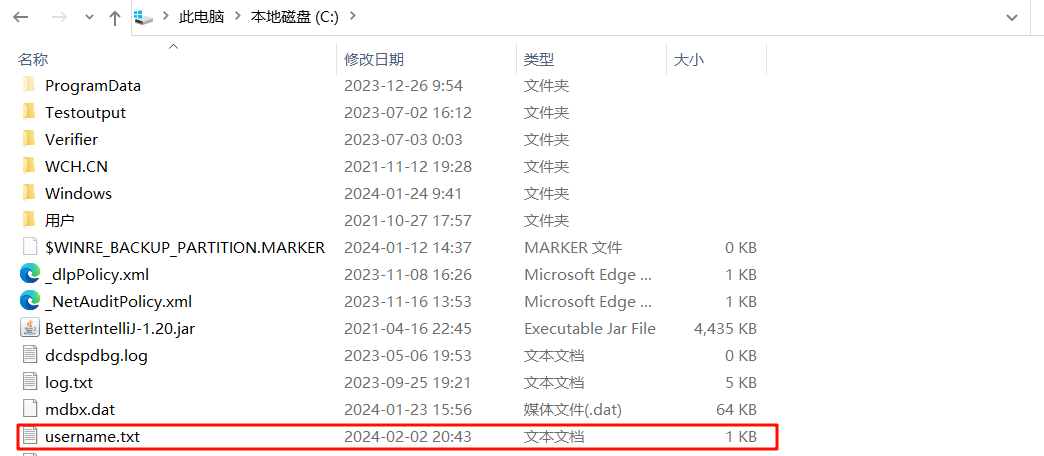 此电脑 > 本地磁盘 (C:) >
名称 修改日期 类型 大小
ProgramData 2023-12-26 9:54 文件夹
Testoutput 2023-07-02 16:12 文件夹
Verifier 2023-07-03 0:03 文件夹
WCH.CN 2021-11-12 19:28 文件夹
Windows 2024-01-24 9:41 文件夹
用户 2021-10-27 17:57 文件夹
$WINRE_BACKUP_PARTITION.MARKER 2024-01-12 14:37 MARKER 文件 0 KB
_dlpPolicy.xml 2023-11-08 16:26 Microsoft Edge ... 1 KB
_NetAuditPolicy.xml 2023-11-16 13:53 Microsoft Edge ... 1 KB
BetterIntelliJ-1.20.jar 2021-04-16 22:45 Executable Jar File 4,435 KB
dcdspdbg.log 2023-05-06 19:53 文本文档 0 KB
log.txt 2023-09-25 19:21 文本文档 5 KB
mdbx.dat 2024-01-23 15:56 媒体文件(.dat) 64 KB
username.txt 2024-02-02 20:43 文本文档 1 KB